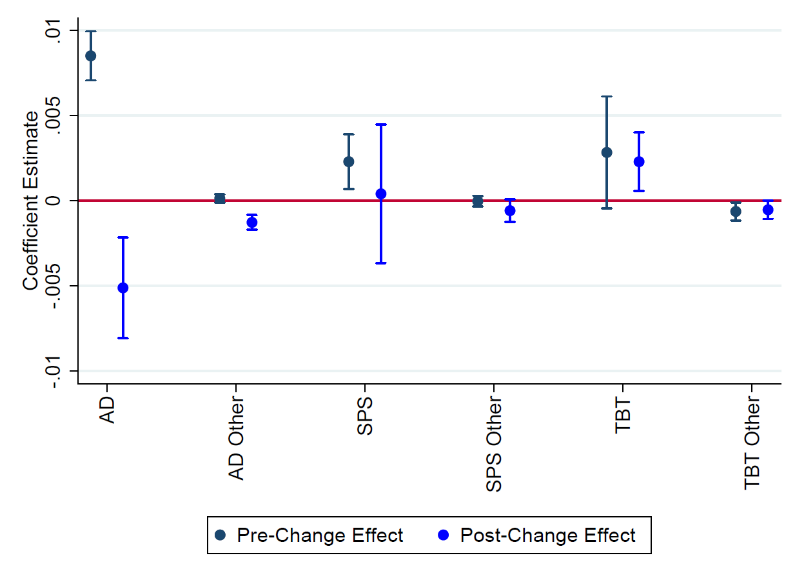 Coefficient Estimate
.01
.005
0
-.005
-.01
AD
AD Other
SPS
SPS Other
TBT
TBT Other
Pre-Change Effect
Post-Change Effect